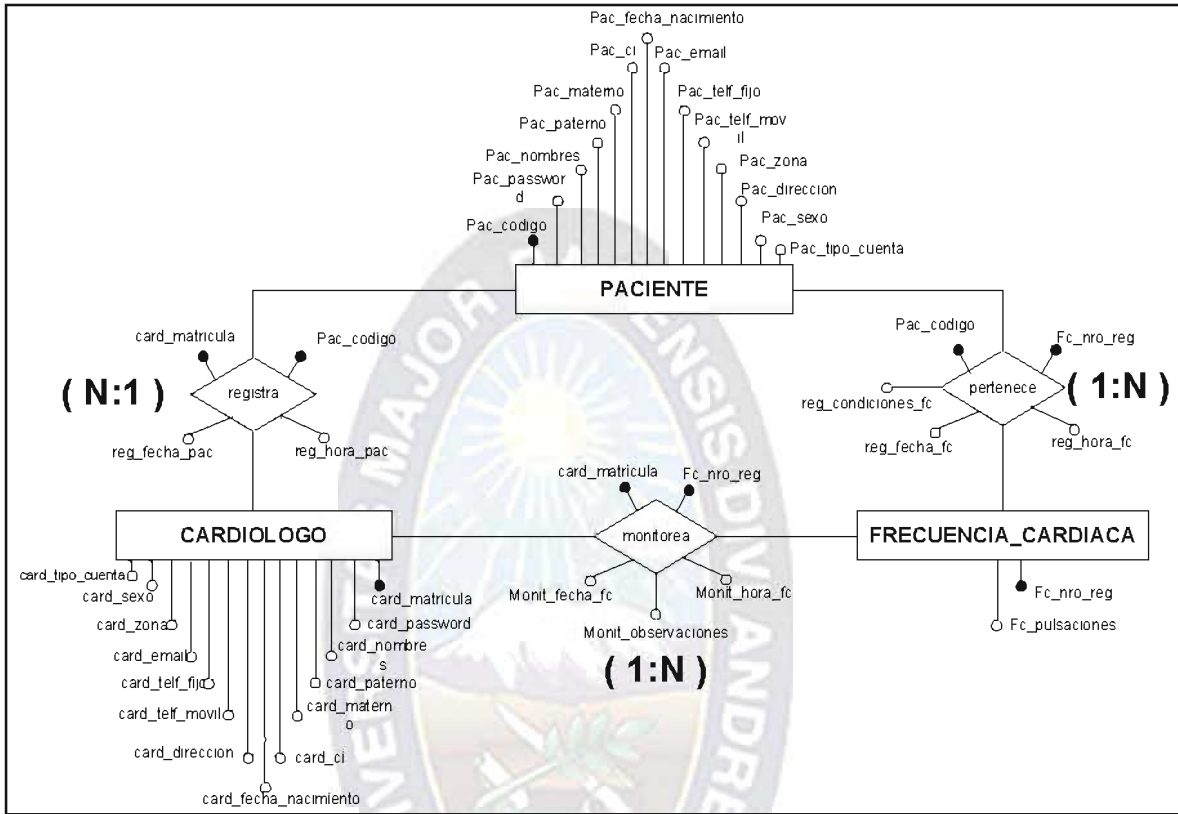 Pac_fecha_nacimiento
Pac_ci
Pac_email
Pac_materno
Pac_telf_fijo
Pac_paterno
Pac_telf_mov
il
Pac_nombres
Pac_zona
Pac_passwor
d
Pac_direccion
Pac_codigo
Pac_sexo
Pac_tipo_cuenta
PACIENTE
card_matricula
Pac_codigo
( N:1 )
registra
reg_fecha_pac
reg_hora_pac
Pac_codigo
Fc_nro_reg
pertenece
( 1:N )
reg_condiciones_fc
reg_fecha_fc
reg_hora_fc
card_matricula
Fc_nro_reg
CARDIOLOGO
monitorea
FRECUENCIA_CARDIACA
Monit_fecha_fc
Monit_hora_fc
Monit_observaciones
( 1:N )
Fc_nro_reg
Fc_pulsaciones
card_tipo_cuenta
card_sexo
card_zona
card_email
card_telf_fijo
card_telf_movil
card_direccion
card_fecha_nacimiento
card_ci
card_matern
o
card_paterno
card_nombre
s
card_password
card_matricula